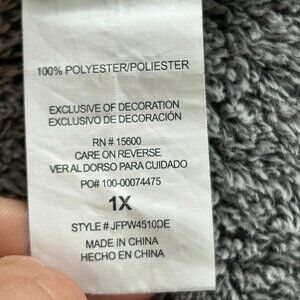 100% POLYESTER/POLIESTER
EXCLUSIVE OF DECORATION
EXCLUSIVO DE DECORACIÓN
RN # 15600
CARE ON REVERSE
VER AL DORSO PARA CUIDADO
PO# 100-00074475
1X
STYLE # JFPW4510DE
MADE IN CHINA
HECHO EN CHINA